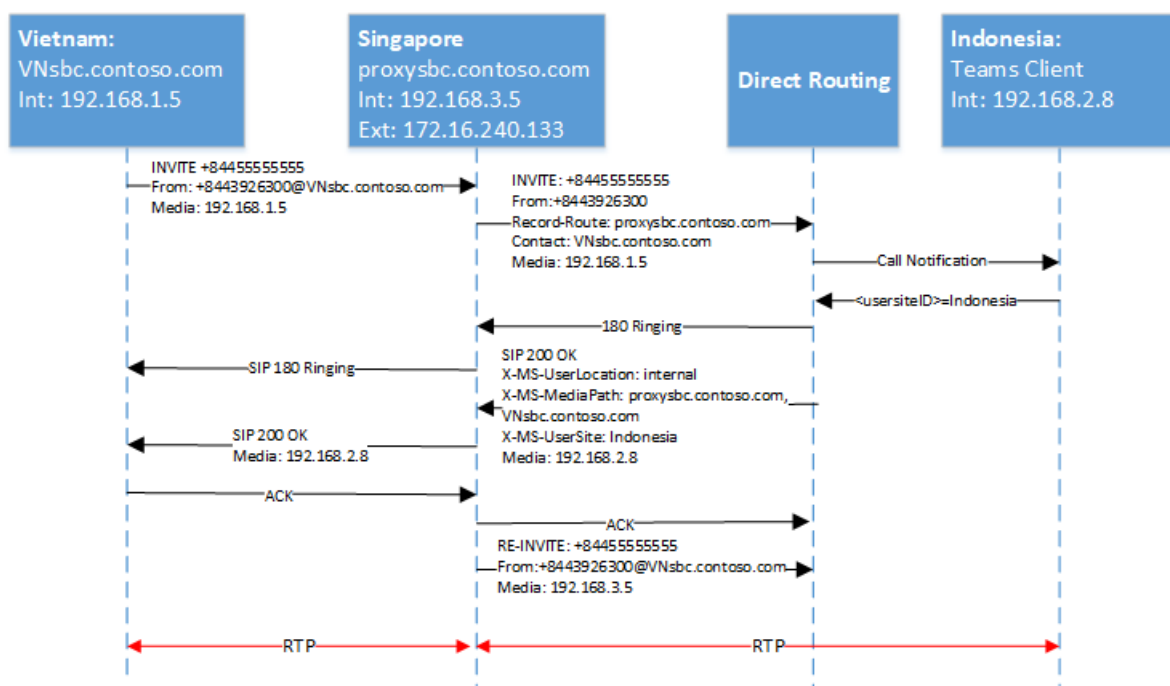 Vietnam:
VNsbc.contoso.com
Int: 192.168.1.5
Singapore
proxysbc.contoso.com
Int: 192.168.3.5
Ext: 172.16.240.133
Direct Routing
Indonesia:
Teams Client
Int: 192.168.2.8
INVITE +84455555555
From: +8443926300@VNsbc.contoso.com
Media: 192.168.1.5
INVITE: +84455555555
From:+8443926300
Record-Route: proxysbc.contoso.com
Contact: VNsbc.contoso.com
Media: 192.168.1.5
Call Notification
<usersiteID>=Indonesia
180 Ringing
SIP 180 Ringing
SIP 200 OK
X-MS-UserLocation: internal
X-MS-MediaPath: proxysbc.contoso.com,
VNsbc.contoso.com
X-MS-UserSite: Indonesia
Media: 192.168.2.8
SIP 200 OK
Media: 192.168.2.8
ACK
ACK
RE-INVITE: +84455555555
From:+8443926300@VNsbc.contoso.com
Media: 192.168.3.5
RTP
RTP